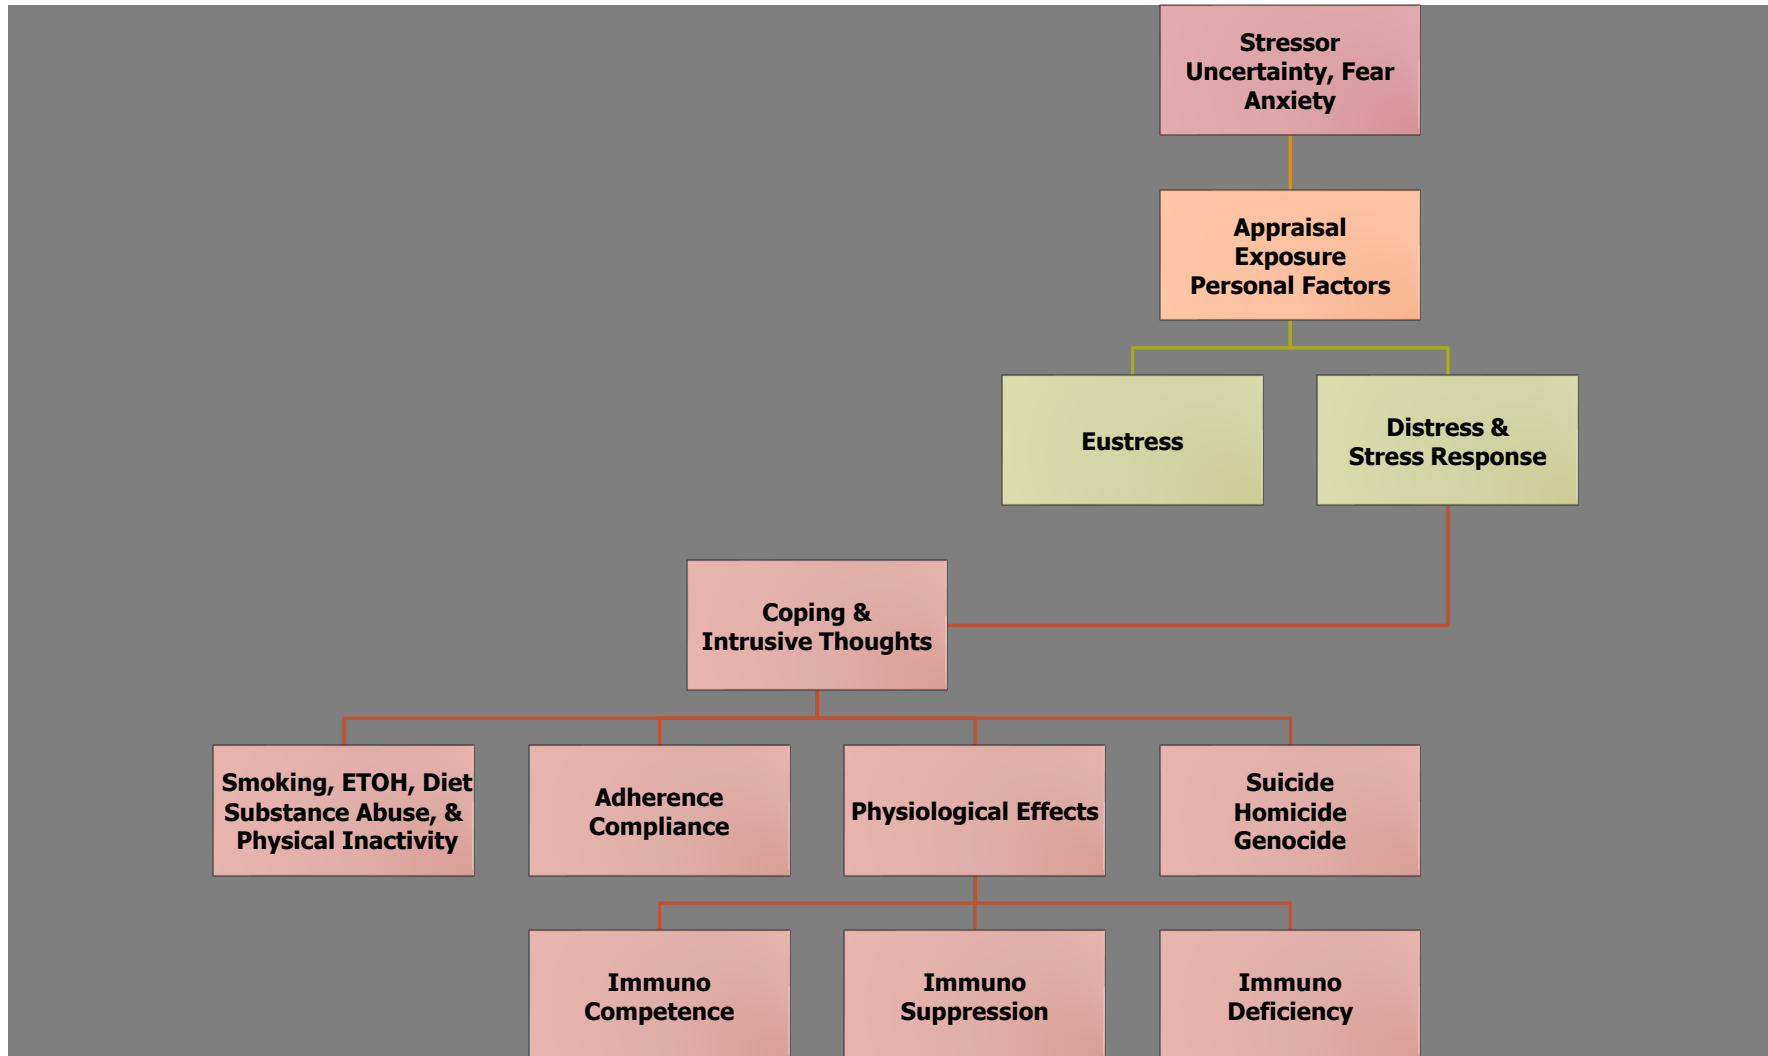 Stressor
Uncertainty, Fear
Anxiety
Appraisal
Exposure
Personal Factors
Eustress
Distress &
Stress Response
Coping &
Intrusive Thoughts
Smoking, ETOH, Diet
Substance Abuse, &
Physical Inactivity
Adherence
Compliance
Physiological Effects
Suicide
Homicide
Genocide
Immuno
Competence
Immuno
Suppression
Immuno
Deficiency